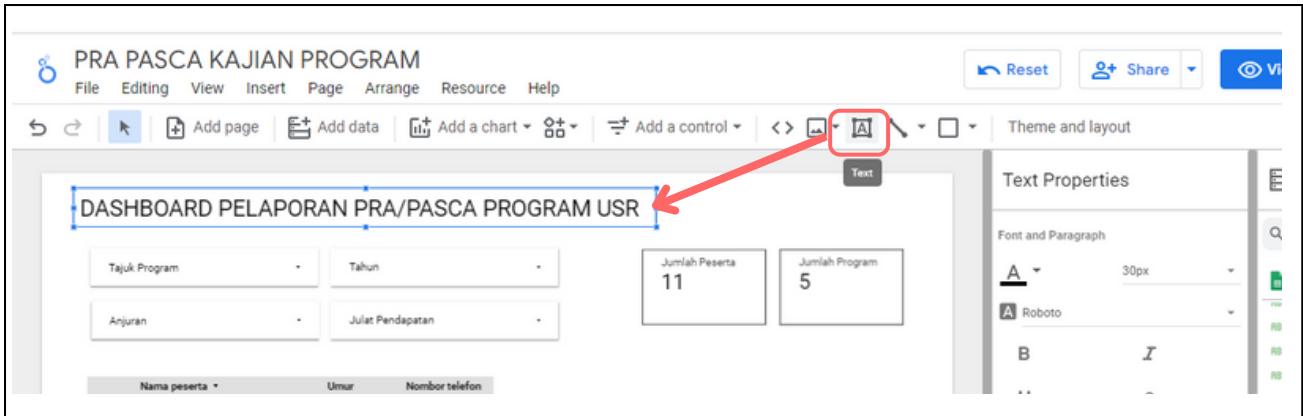 PRA PASCA KAJIAN PROGRAM
Reset
Share
File Editing View Insert Page Arrange Resource Help
Add page
Add data
Add a chart
Add a control
Theme and layout
Text
Text Properties
DASHBOARD PELAPORAN PRA/PASCA PROGRAM USR
Font and Paragraph
Tajuk Program
Tahun
Jumlah Peserta
11
Jumlah Program
5
A
30px
Anjuran
Julat Pendapatan
A Roboto
B
I
Nama peserta
Umur
Nombor telefon